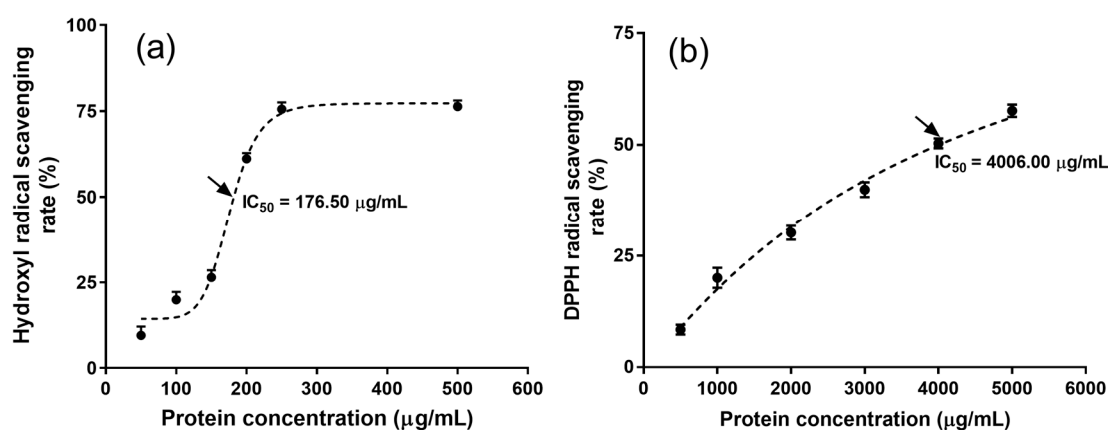 (a)
Hydroxyl radical scavenging
rate (%)
100
75
50
25
0
IC50 = 176.50 μg/mL
0 100 200 300 400 500 600
Protein concentration (μg/mL)
(b)
DPPH radical scavenging
rate (%)
75
50
25
0
IC50 = 4006.00 μg/mL
0 1000 2000 3000 4000 5000 6000
Protein concentration (μg/mL)